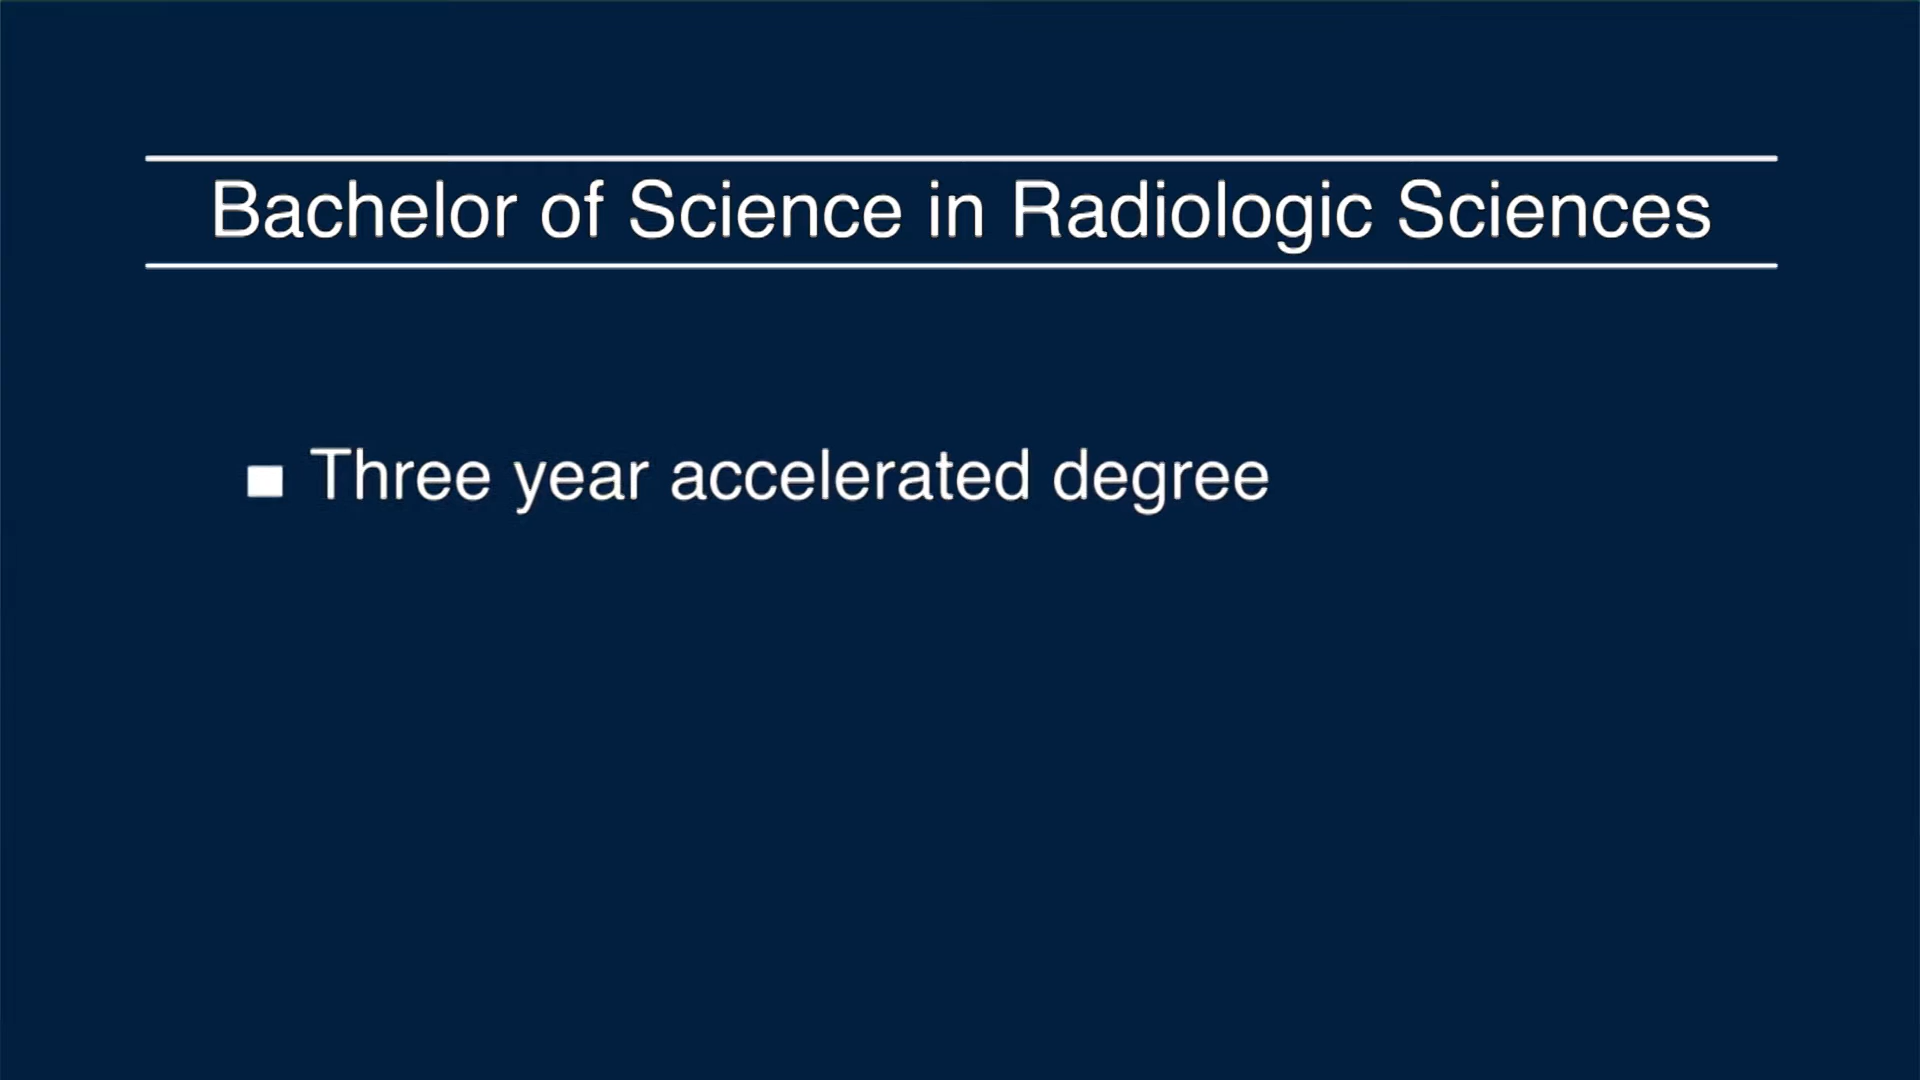 Bachelor of Science in Radiologic Sciences
Three year accelerated degree